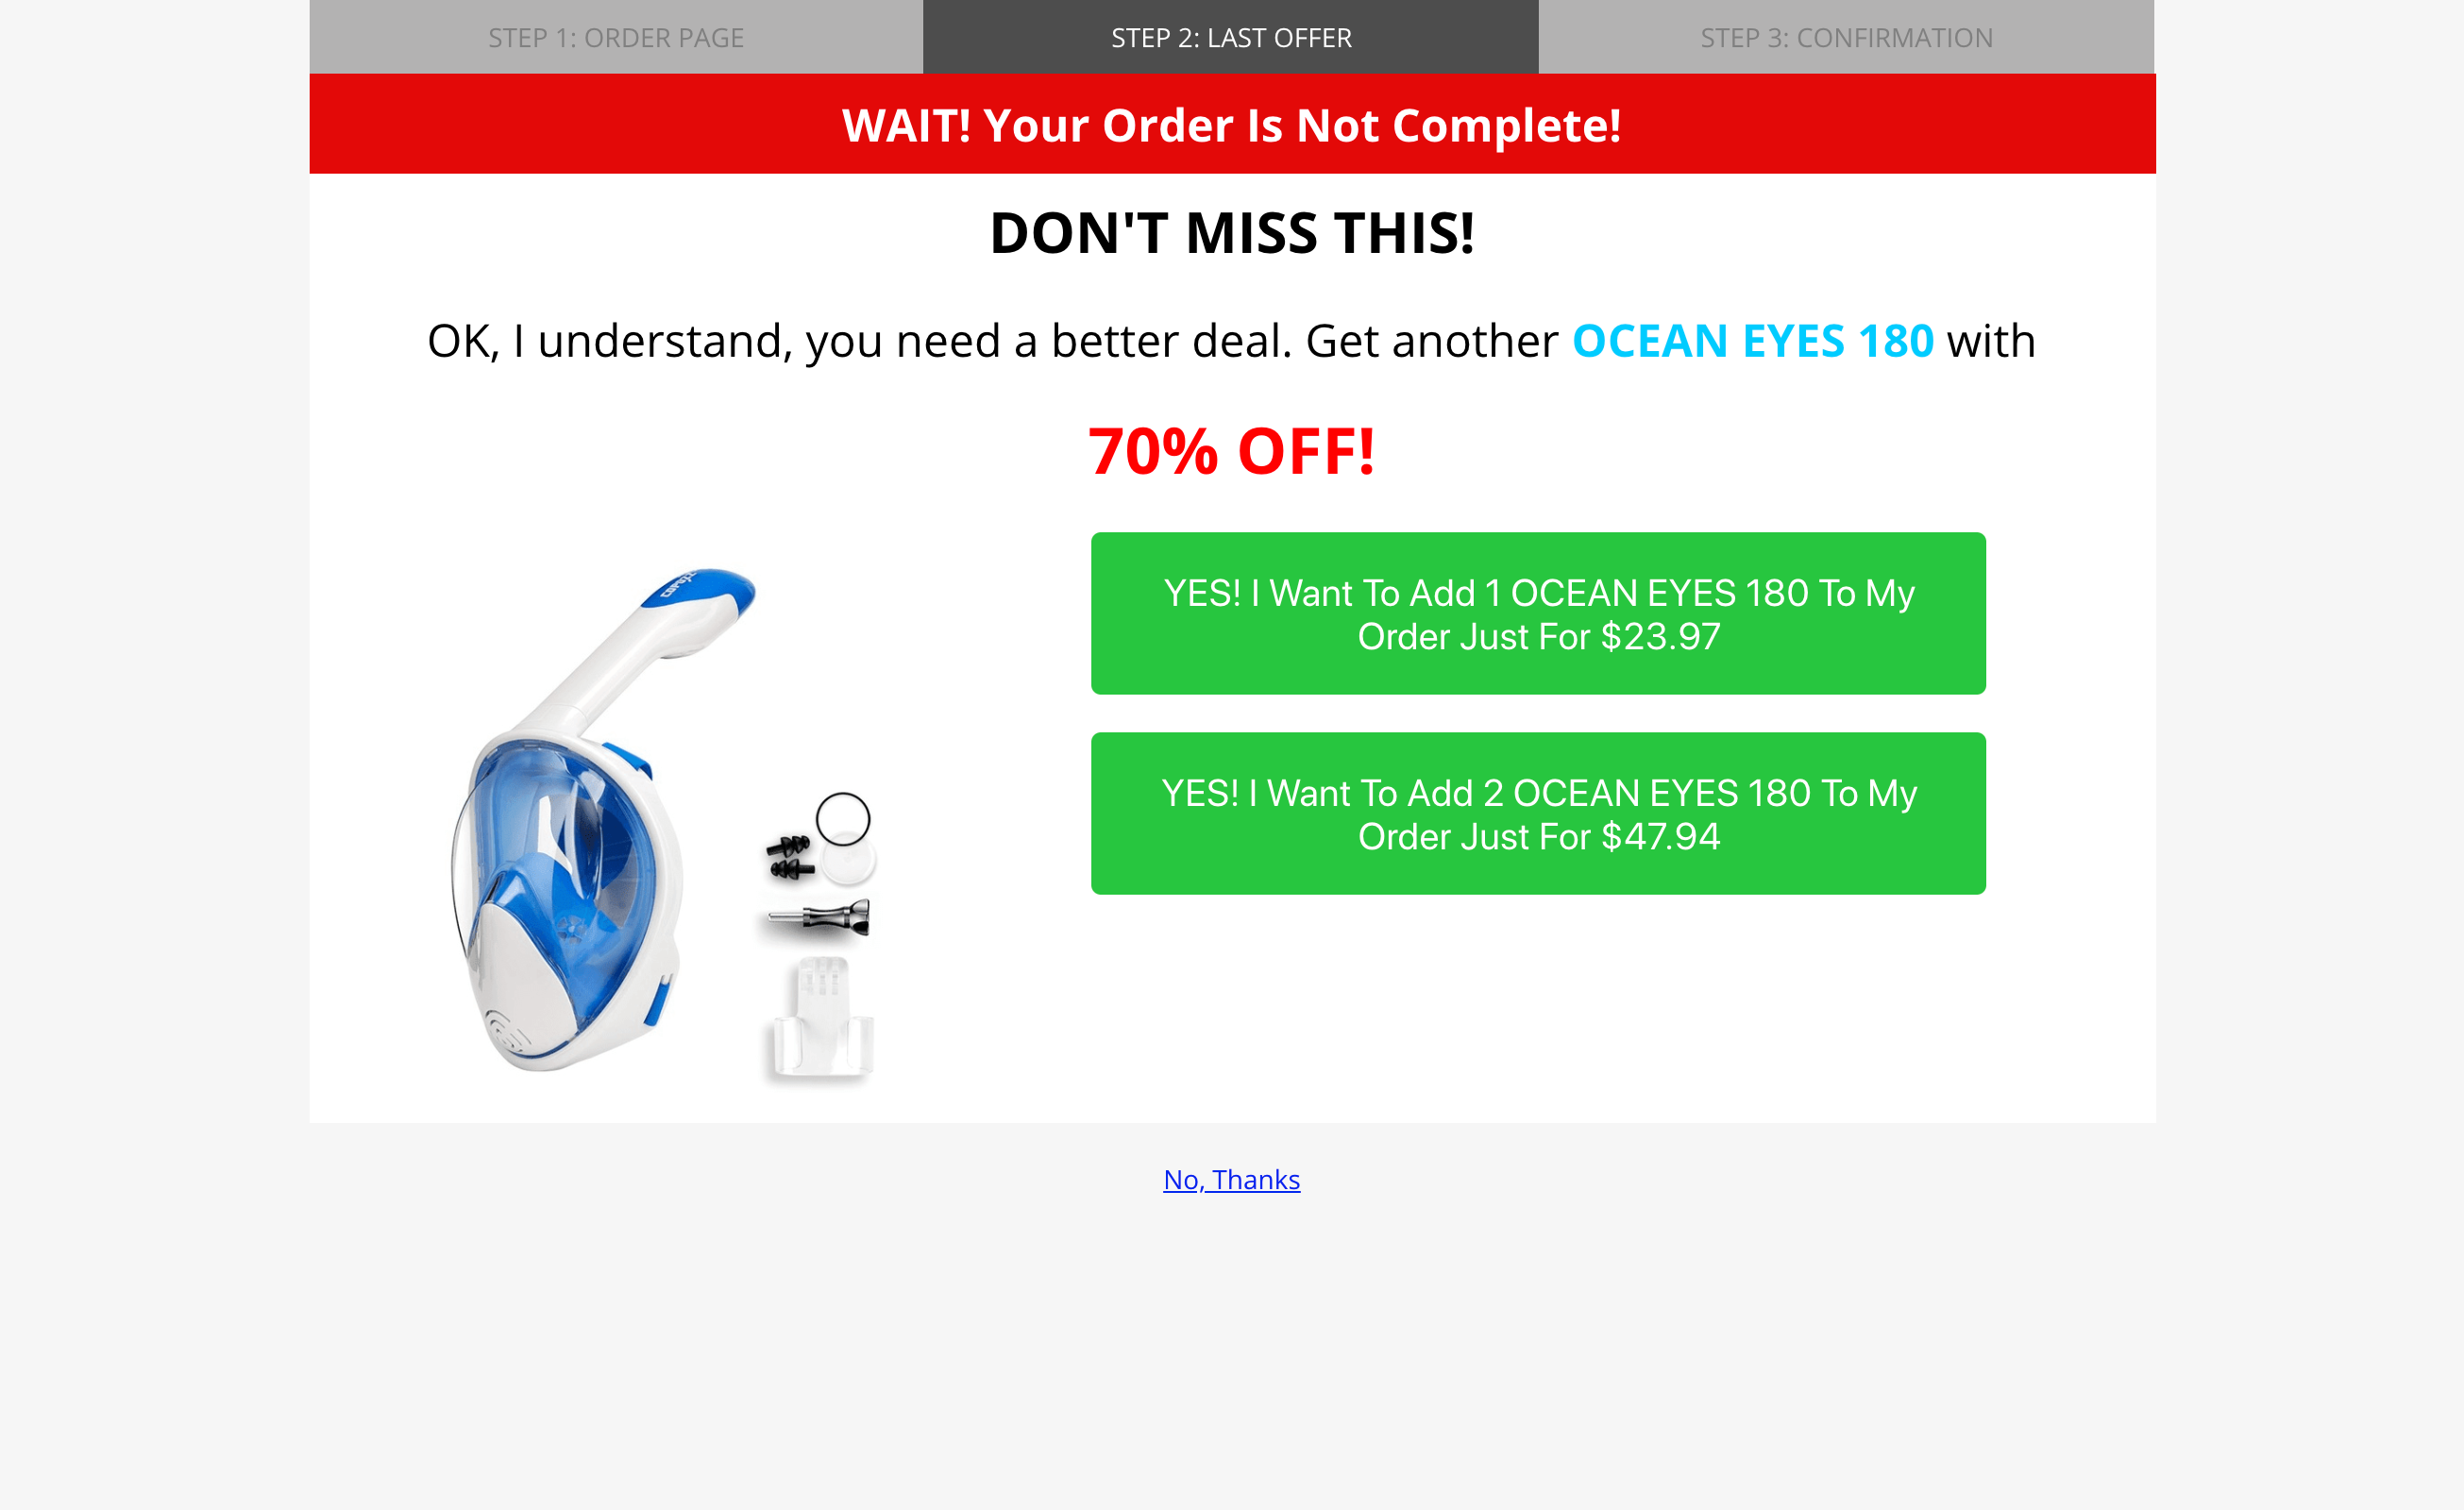 STEP 1: ORDER PAGE
STEP 2: LAST OFFER
STEP 3: CONFIRMATION
WAIT! Your Order Is Not Complete!
DON'T MISS THIS!
OK, I understand, you need a better deal. Get another OCEAN EYES 180 with
70% OFF!
YES! I Want To Add 1 OCEAN EYES 180 To My
Order Just For $23.97
YES! I Want To Add 2 OCEAN EYES 180 To My
Order Just For $47.94
No, Thanks